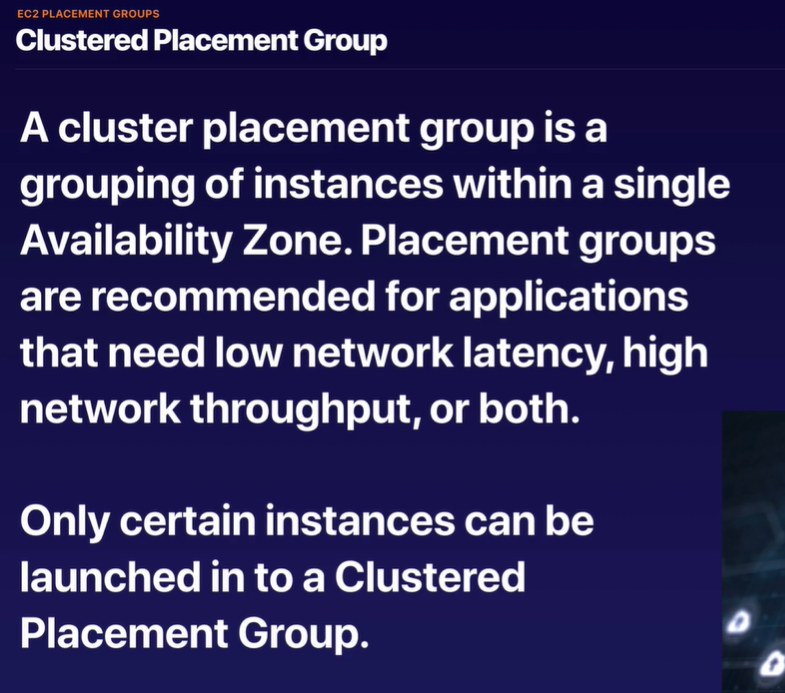 EC2 PLACEMENT GROUPS
Clustered Placement Group
A cluster placement group is a
grouping of instances within a single
Availability Zone. Placement groups
are recommended for applications
that need low network latency, high
network throughput, or both.
Only certain instances can be
launched in to a Clustered
Placement Group.